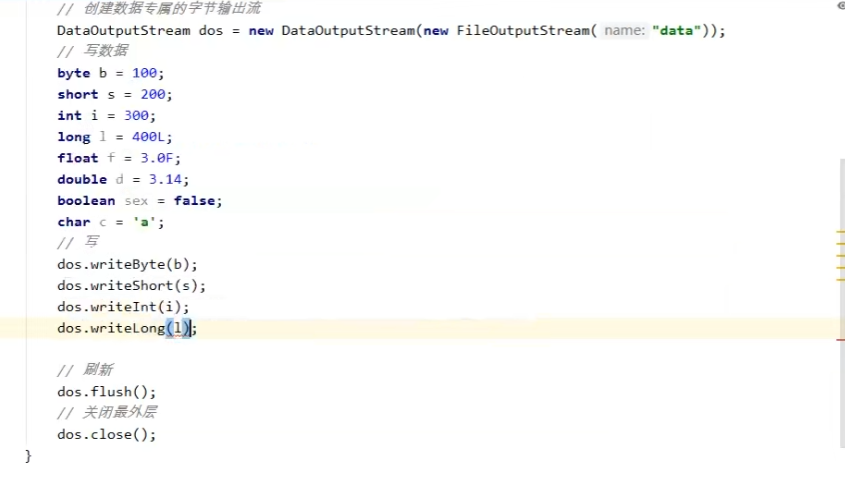 // 创建数据专属的字节输出流
DataOutputStream dos = new DataOutputStream(new FileOutputStream( name: "data"));
// 写数据
byte b = 100;
short s = 200;
int i = 300;
long l = 400L;
float f = 3.0F;
double d = 3.14;
boolean sex = false;
char c = 'a';
// 写
dos.writeByte(b);
dos.writeShort(s);
dos.writeInt(i);
dos.writeLong(l);
// 刷新
dos.flush();
// 关闭最外层
dos.close();
}